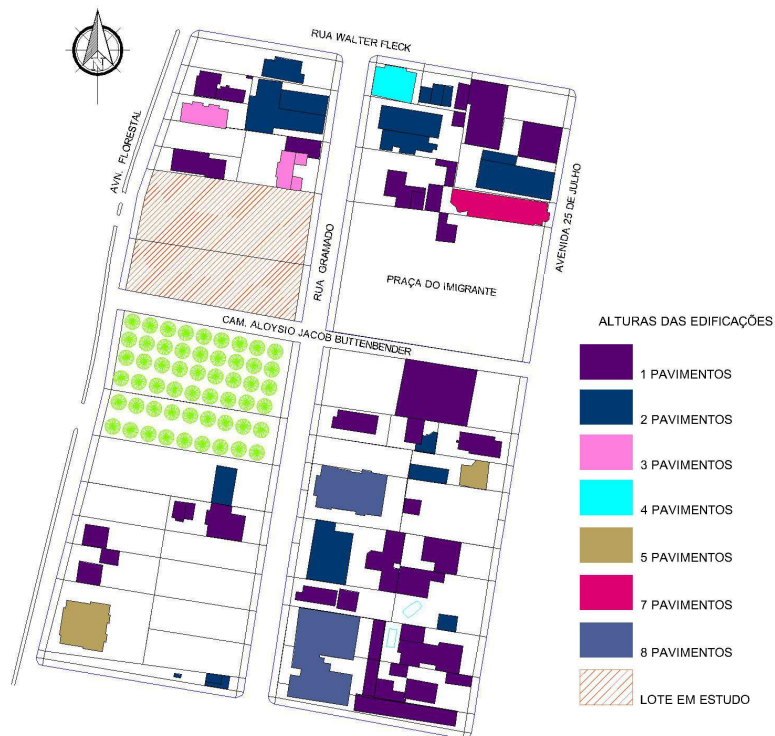 RUA WALTER FLECK
N
AVN. FLORESTAL
RUA GRAMADO
AVENIDA 25 DE JULHO
PRAÇA DO IMIGRANTE
CAM. ALOYSIO JACOB BUTTENBENDER
ALTURAS DAS EDIFICAÇÕES
1 PAVIMENTOS
2 PAVIMENTOS
3 PAVIMENTOS
4 PAVIMENTOS
5 PAVIMENTOS
7 PAVIMENTOS
8 PAVIMENTOS
LOTE EM ESTUDO